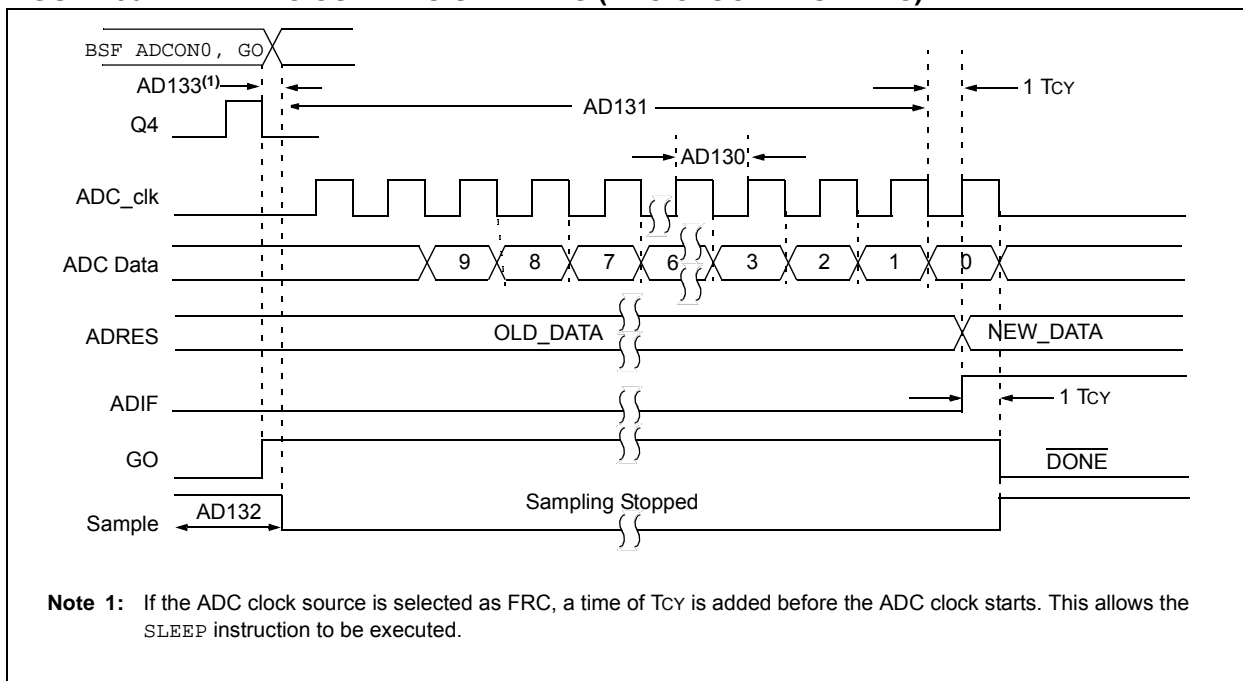 BSF ADCON0, GO
AD133(1)
1 TCY
AD131
Q4
AD130
ADC_clk
ADC Data 9 8 7 6 3 2 1 0
ADRES OLD_DATA NEW_DATA
ADIF 1 TCY
GO DONE
Sample AD132 Sampling Stopped
Note 1: If the ADC clock source is selected as FRC, a time of TCY is added before the ADC clock starts. This allows the
SLEEP instruction to be executed.